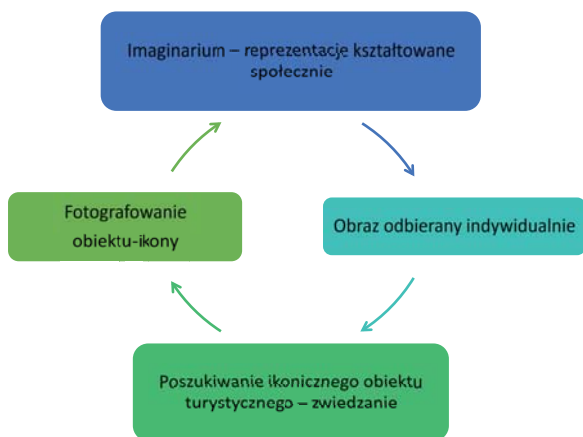 Imaginarium – reprezentacje kształtowane
społecznie
Fotografowanie
obiektu-ikony
Obraz odbierany indywidualnie
Poszukiwanie ikonicznego obiektu
turystycznego – zwiedzanie